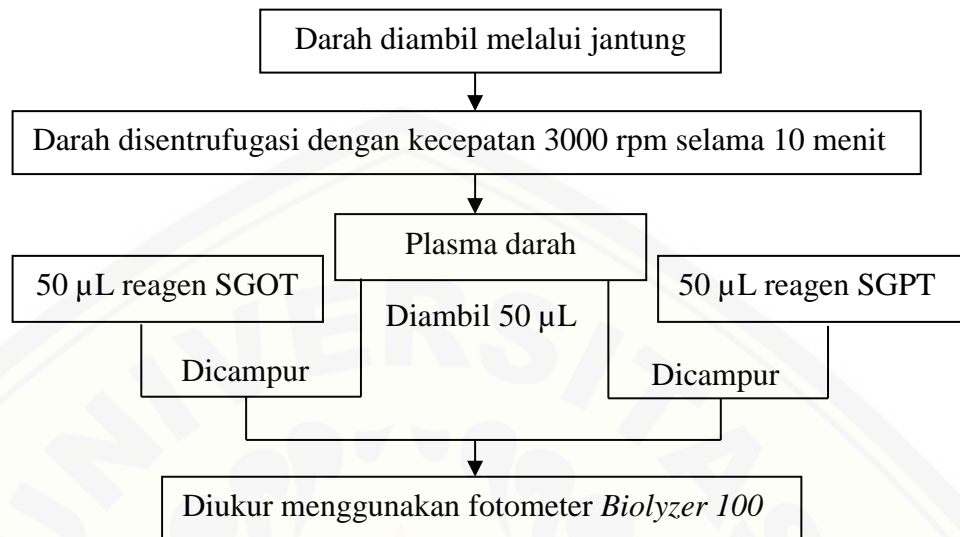 Darah diambil melalui jantung
Darah disentrufugasi dengan kecepatan 3000 rpm selama 10 menit
Plasma darah
50 µL reagen SGOT
50 µL reagen SGPT
Diambil 50 µL
Dicampur
Dicampur
Diukur menggunakan fotometer Biolyzer 100
UNIVERSITAS